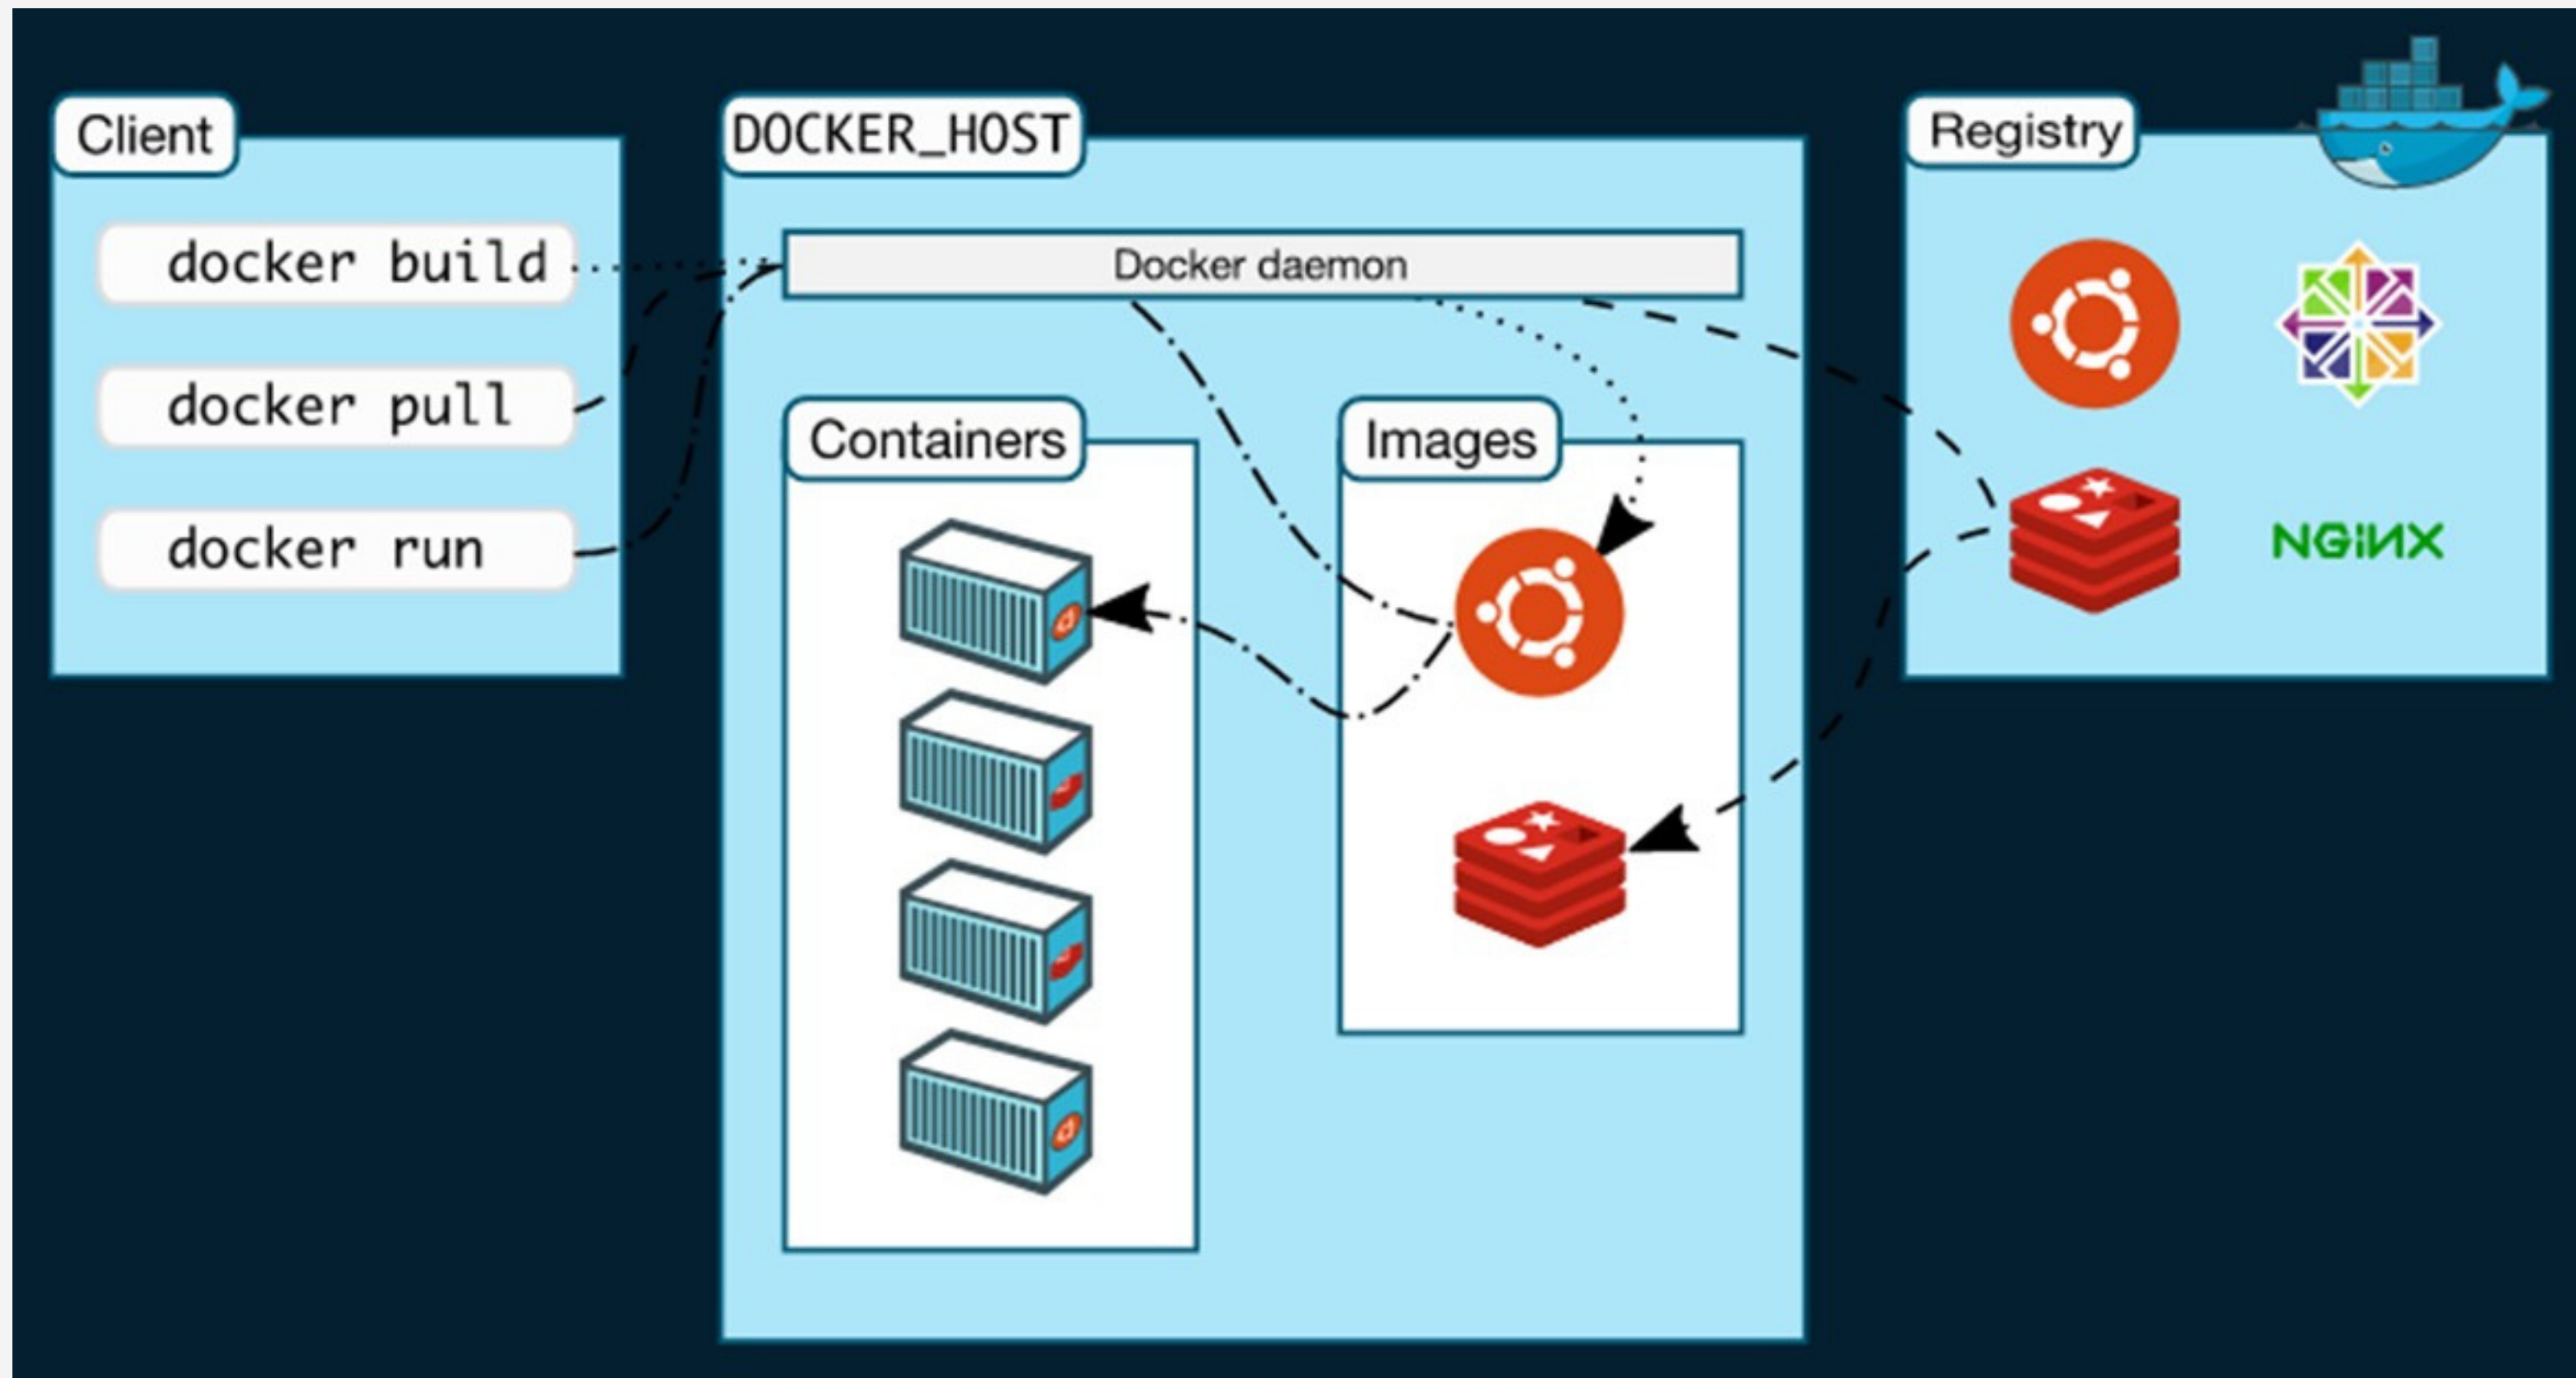 Client
docker build
docker pull
docker run
DOCKER_HOST
Docker daemon
Containers
Images
Registry
NGiNX